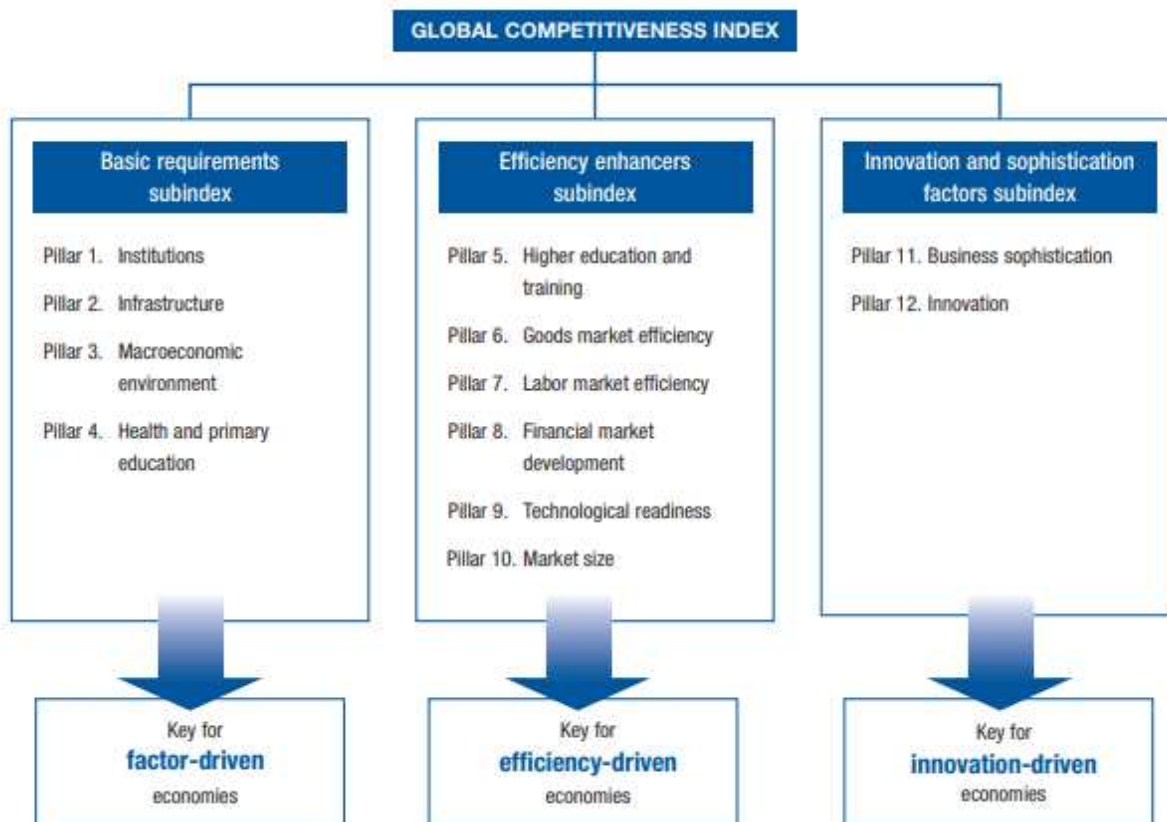 GLOBAL COMPETITIVENESS INDEX
Basic requirements
subindex
Pillar 1. Institutions
Pillar 2. Infrastructure
Pillar 3. Macroeconomic
environment
Pillar 4. Health and primary
education
Key for
factor-driven
economies
Efficiency enhancers
subindex
Pillar 5. Higher education and
training
Pillar 6. Goods market efficiency
Pillar 7. Labor market efficiency
Pillar 8. Financial market
development
Pillar 9. Technological readiness
Pillar 10. Market size
Key for
efficiency-driven
economies
Innovation and sophistication
factors subindex
Pillar 11. Business sophistication
Pillar 12. Innovation
Key for
innovation-driven
economies